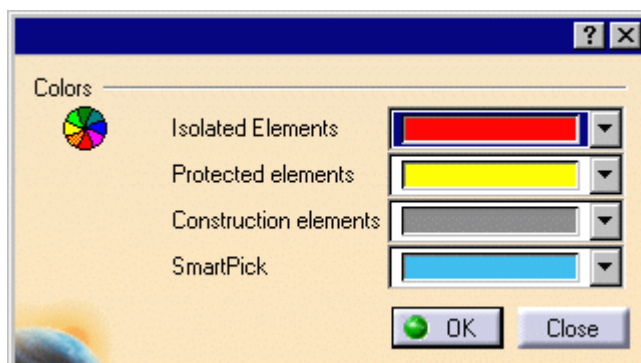 ?
Colors
Isolated Elements
Protected elements
Construction elements
SmartPick
OK Close